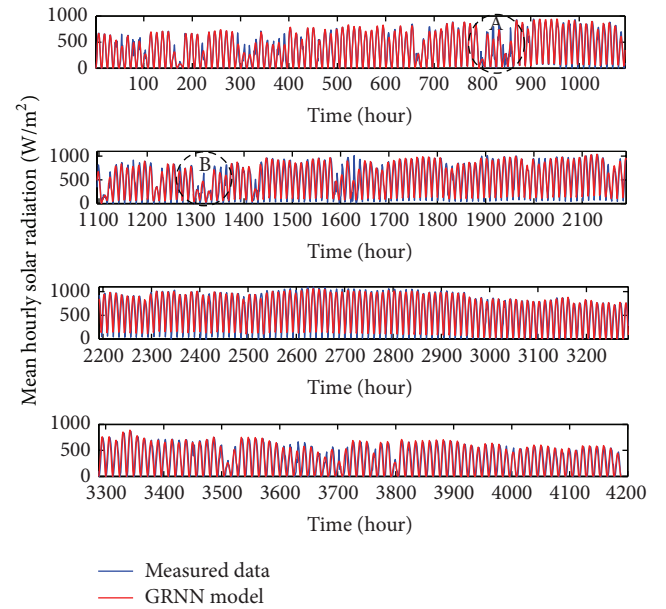 Mean hourly solar radiation (W/m²)
1000
500
0
A
100 200 300 400 500 600 700 800 900 1000
Time (hour)
1000
500
0
B
1100 1200 1300 1400 1500 1600 1700 1800 1900 2000 2100
Time (hour)
1000
500
0
2200 2300 2400 2500 2600 2700 2800 2900 3000 3100 3200
Time (hour)
1000
500
0
3300 3400 3500 3600 3700 3800 3900 4000 4100 4200
Time (hour)
Measured data
GRNN model